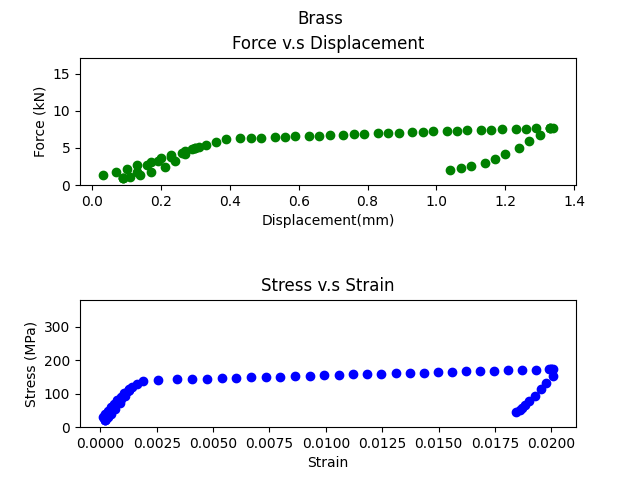 Brass
Force v.s Displacement
Force (kN)
15
10
5
0
0.0 0.2 0.4 0.6 0.8 1.0 1.2 1.4
Displacement(mm)
Stress v.s Strain
Stress (MPa)
300
200
100
0
0.0000 0.0025 0.0050 0.0075 0.0100 0.0125 0.0150 0.0175 0.0200
Strain